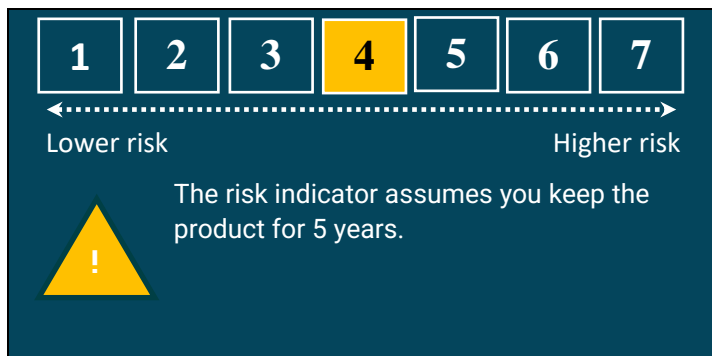 1 2 3 4 5 6 7
Lower risk Higher risk
The risk indicator assumes you keep the
product for 5 years.
!